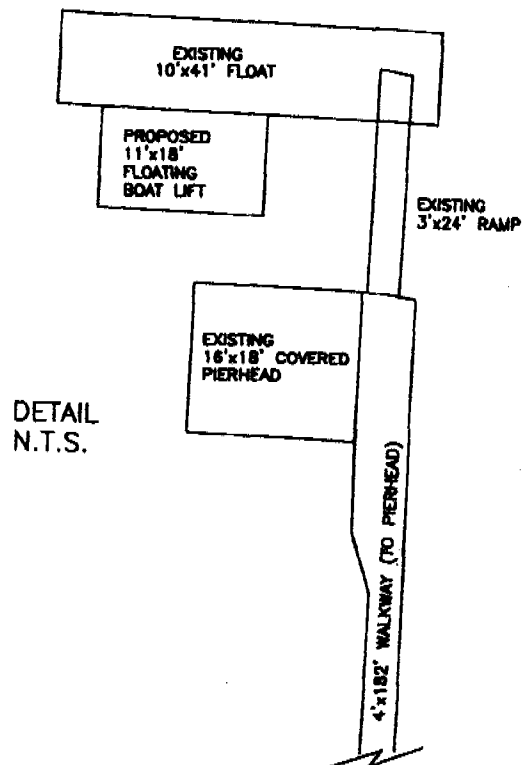 EXISTING
10'x41' FLOAT
PROPOSED
11'x18'
FLOATING
BOAT LIFT
EXISTING
3'x24' RAMP
EXISTING
16'x18' COVERED
PIERHEAD
DETAIL
N.T.S.
4'x182' WALKWAY (TO PIERHEAD)